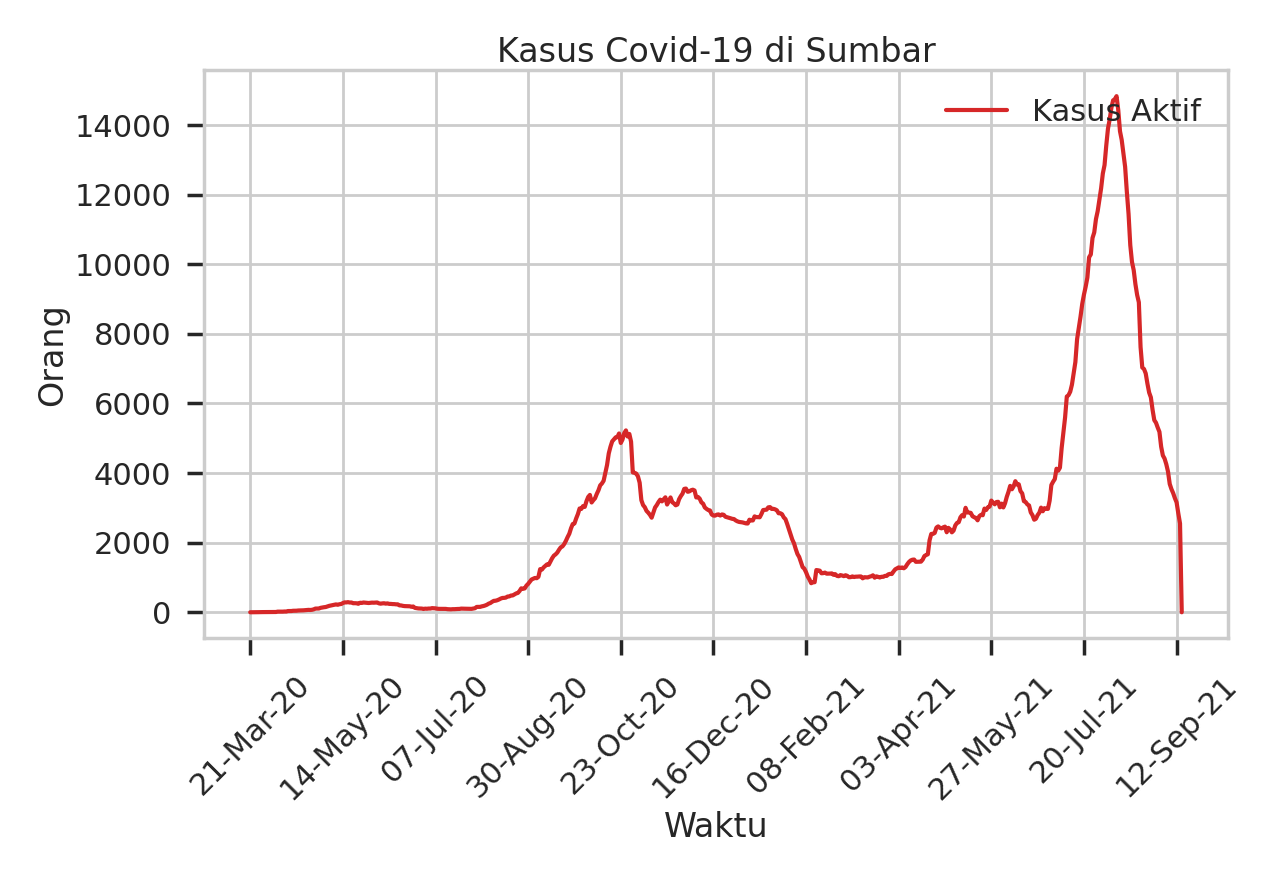 Kasus Covid-19 di Sumbar
Kasus Aktif
Orang
14000
12000
10000
8000
6000
4000
2000
0
21-Mar-20
14-May-20
07-Jul-20
30-Aug-20
23-Oct-20
16-Dec-20
08-Feb-21
03-Apr-21
27-May-21
20-Jul-21
12-Sep-21
Waktu